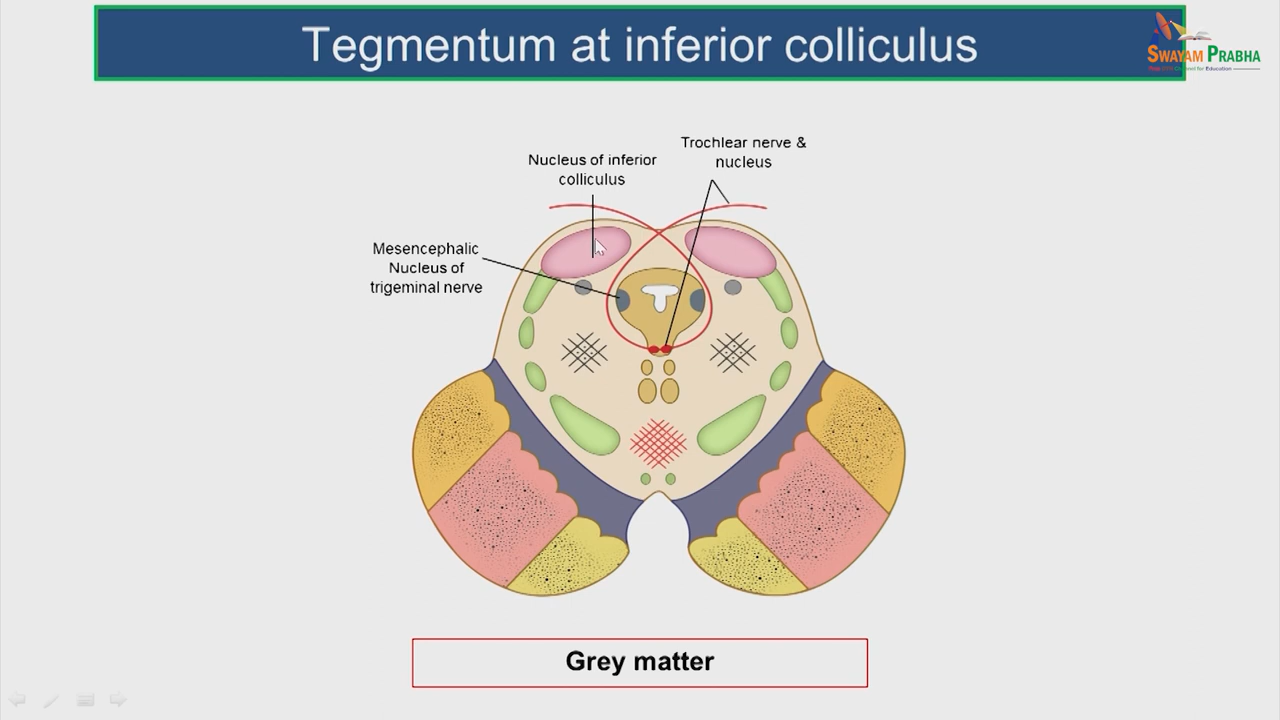 Tegmentum at inferior colliculus
SWAYAM PRABHA
Trochlear nerve &
nucleus
Nucleus of inferior
colliculus
Mesencephalic
Nucleus of
trigeminal nerve
Grey matter